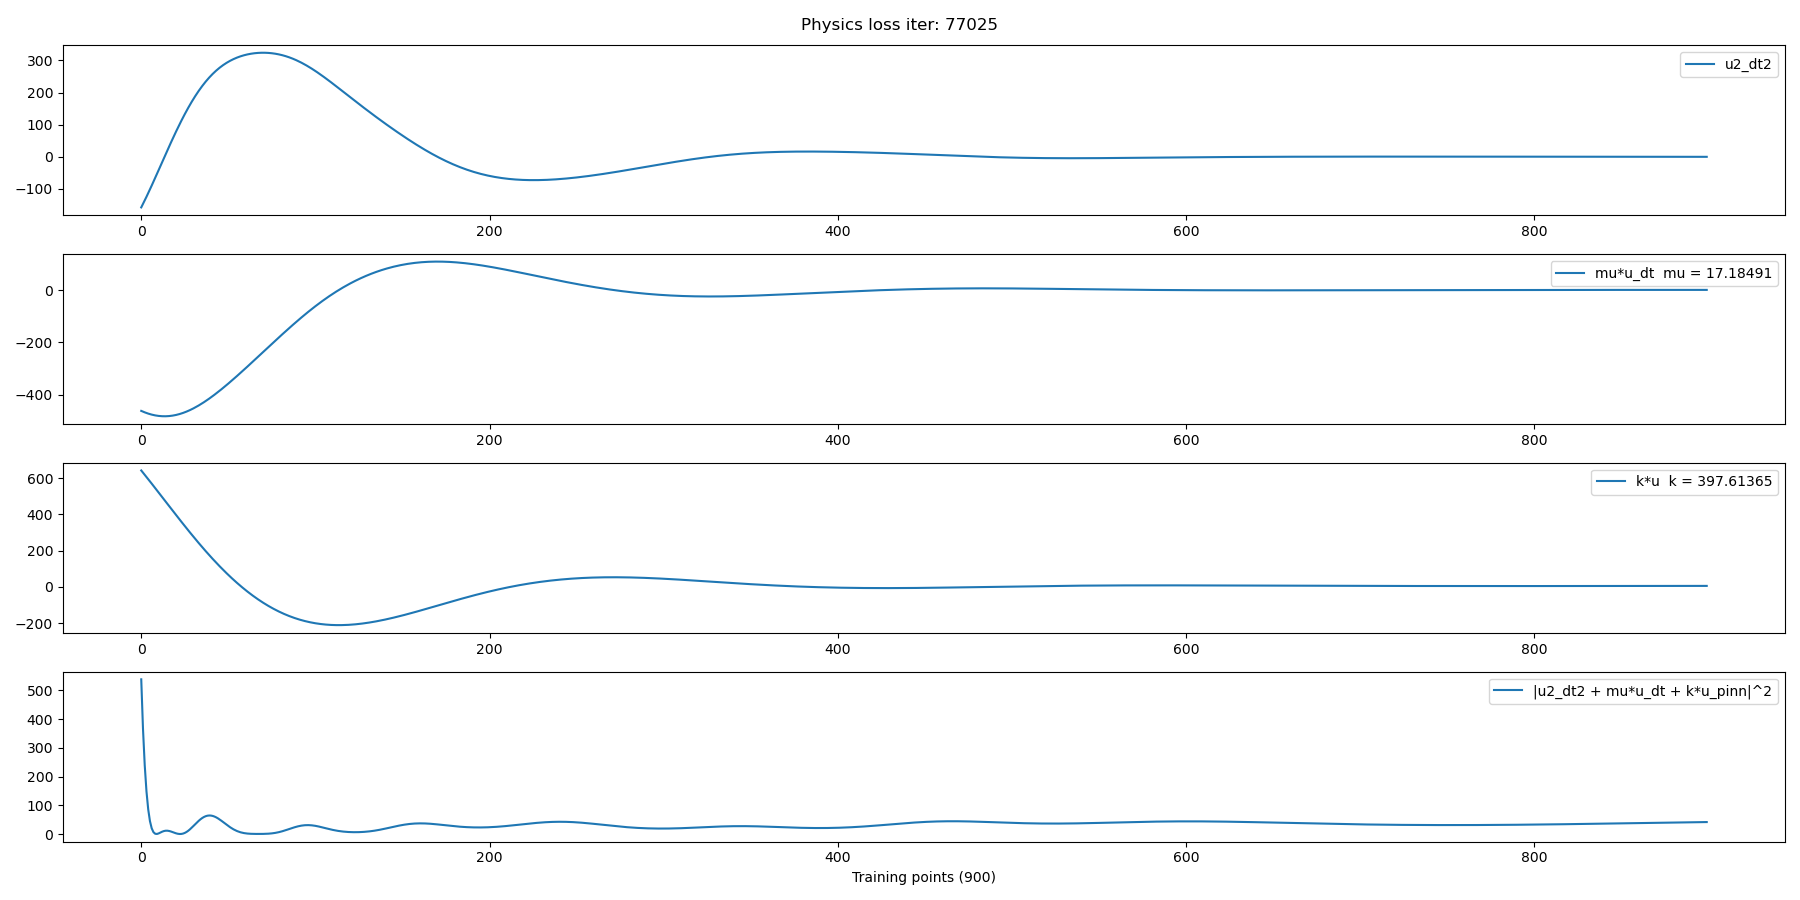 Physics loss iter: 77025
300
200
100
0
−100
u2_dt2
0 200 400 600 800
0
−200
−400
mu*u_dt  mu = 17.18491
0 200 400 600 800
600
400
200
0
−200
k*u  k = 397.61365
0 200 400 600 800
500
400
300
200
100
0
|u2_dt2 + mu*u_dt + k*u_pinn|^2
0 200 400 600 800
Training points (900)